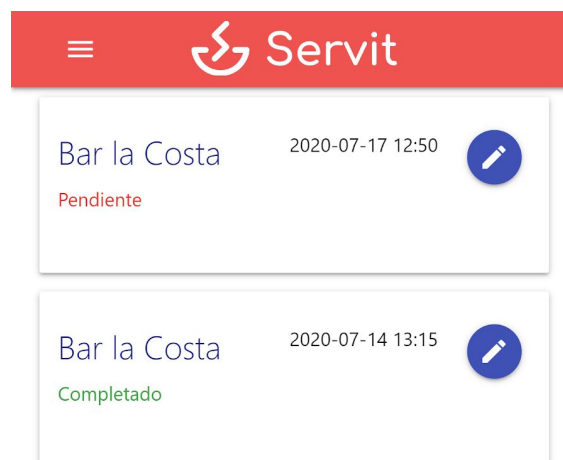 Servit
Bar la Costa
2020-07-17 12:50
Pendiente
Bar la Costa
2020-07-14 13:15
Completado